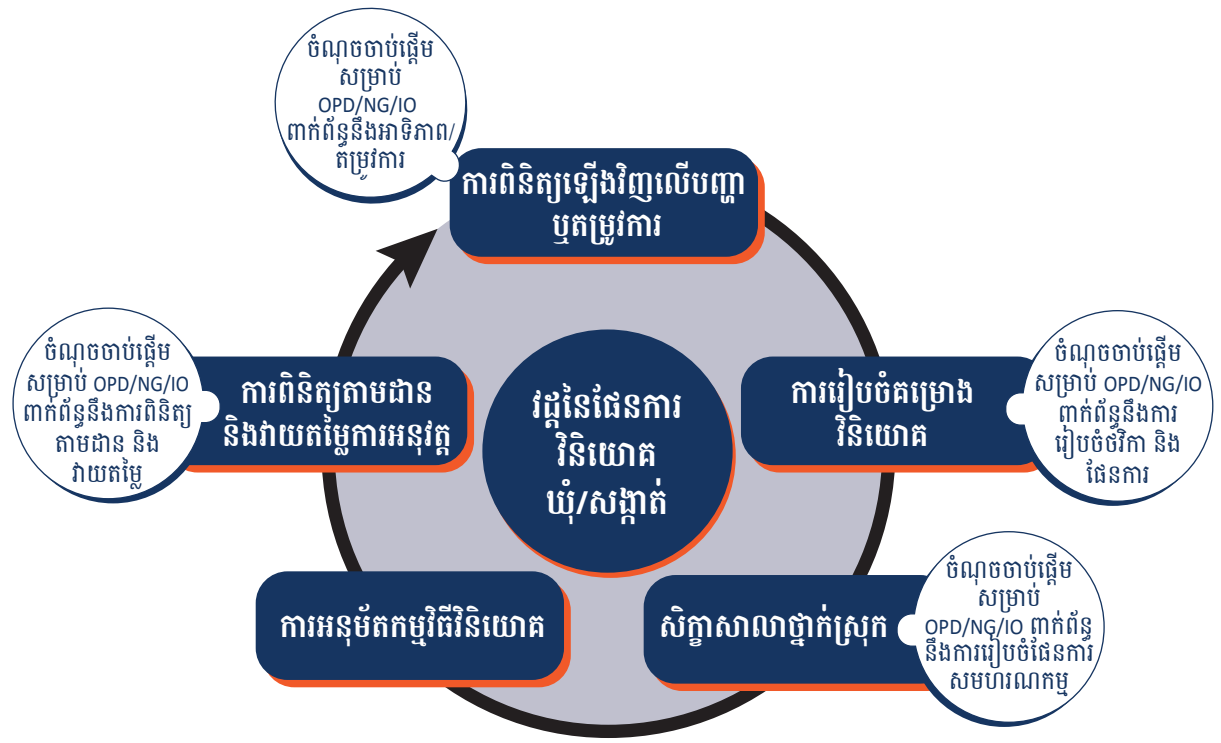 ចំណុចចាប់ផ្តើម
សម្រាប់
OPD/NG/IO
ពាក់ព័ន្ធនឹងអាទិភាព/
តម្រូវការ
ការពិនិត្យឡើងវិញលើបញ្ហា
ឬតម្រូវការ
ចំណុចចាប់ផ្តើម
សម្រាប់ OPD/NG/IO
ពាក់ព័ន្ធនឹងការ
រៀបចំថវិកា និង
ផែនការ
ការរៀបចំគម្រោង
វិនិយោគ
ចំណុចចាប់ផ្តើម
សម្រាប់
OPD/NG/IO ពាក់ព័ន្ធ
នឹងការរៀបចំផែនការ
សមហរណកម្ម
សិក្ខាសាលាថ្នាក់ស្រុក
ការអនុម័តកម្មវិធីវិនិយោគ
ចំណុចចាប់ផ្តើម
សម្រាប់ OPD/NG/IO
ពាក់ព័ន្ធនឹងការពិនិត្យ
តាមដាន និង
វាយតម្លៃ
ការពិនិត្យតាមដាន
និងវាយតម្លៃការអនុវត្ត
វដ្តនៃផែនការ
វិនិយោគ
ឃុំ/សង្កាត់